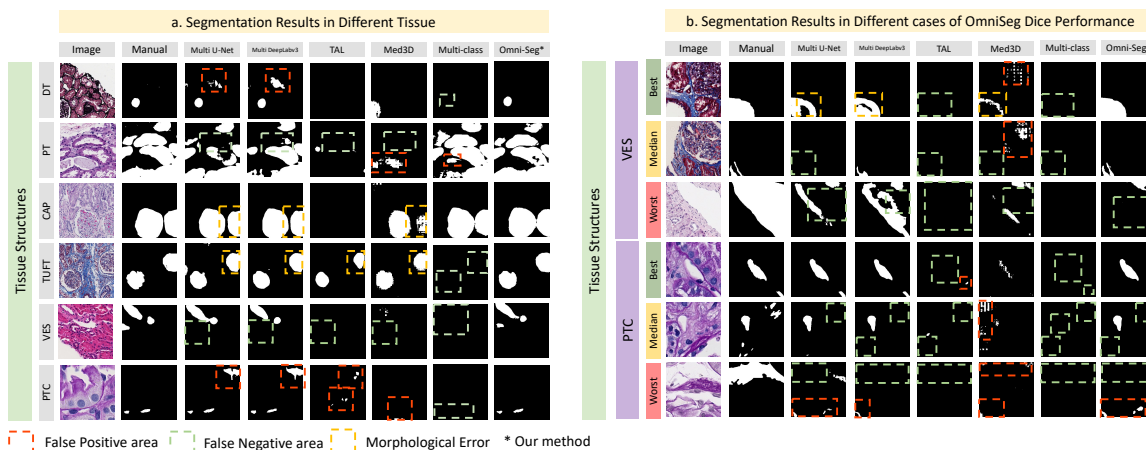 a. Segmentation Results in Different Tissue
Image Manual Multi U-Net Multi DeepLabv3 TAL Med3D Multi-class Omni-Seg*
Tissue Structures
DT
PT
CAP
TUFT
VES
PTC
b. Segmentation Results in Different cases of OmniSeg Dice Performance
Image Manual Multi U-Net Multi DeepLabv3 TAL Med3D Multi-class Omni-Seg
Tissue Structures
VES
Best
Median
Worst
PTC
Best
Median
Worst
False Positive area False Negative area Morphological Error * Our method